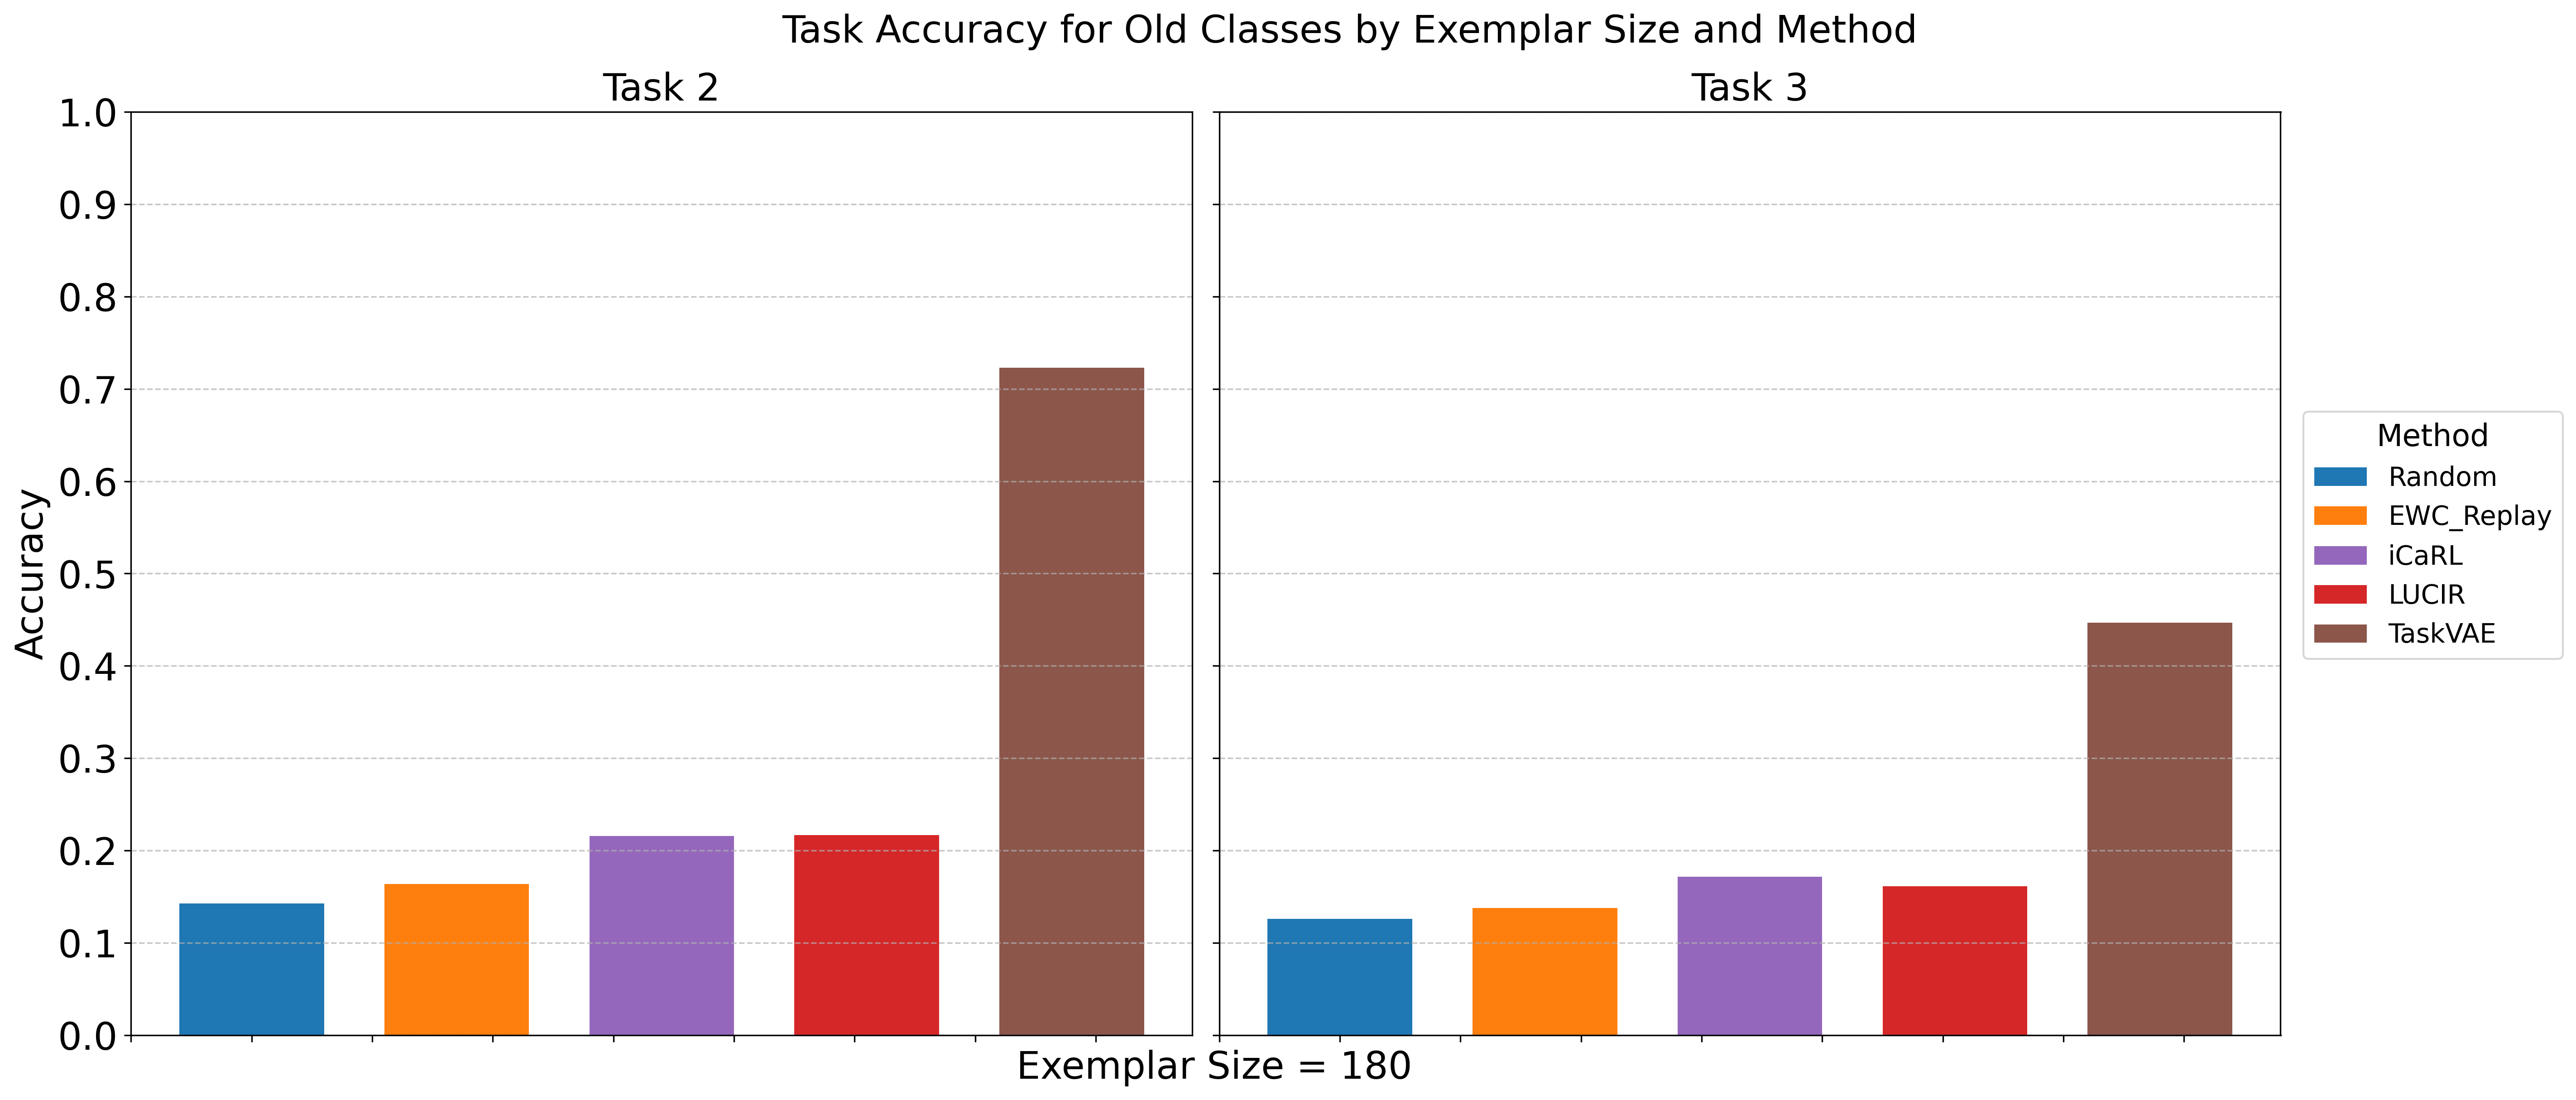 Task Accuracy for Old Classes by Exemplar Size and Method
Task 2
Task 3
1.0
0.9
0.8
0.7
0.6
0.5
0.4
0.3
0.2
0.1
0.0
Accuracy
Exemplar Size = 180
Method
Random
EWC_Replay
iCaRL
LUCIR
TaskVAE